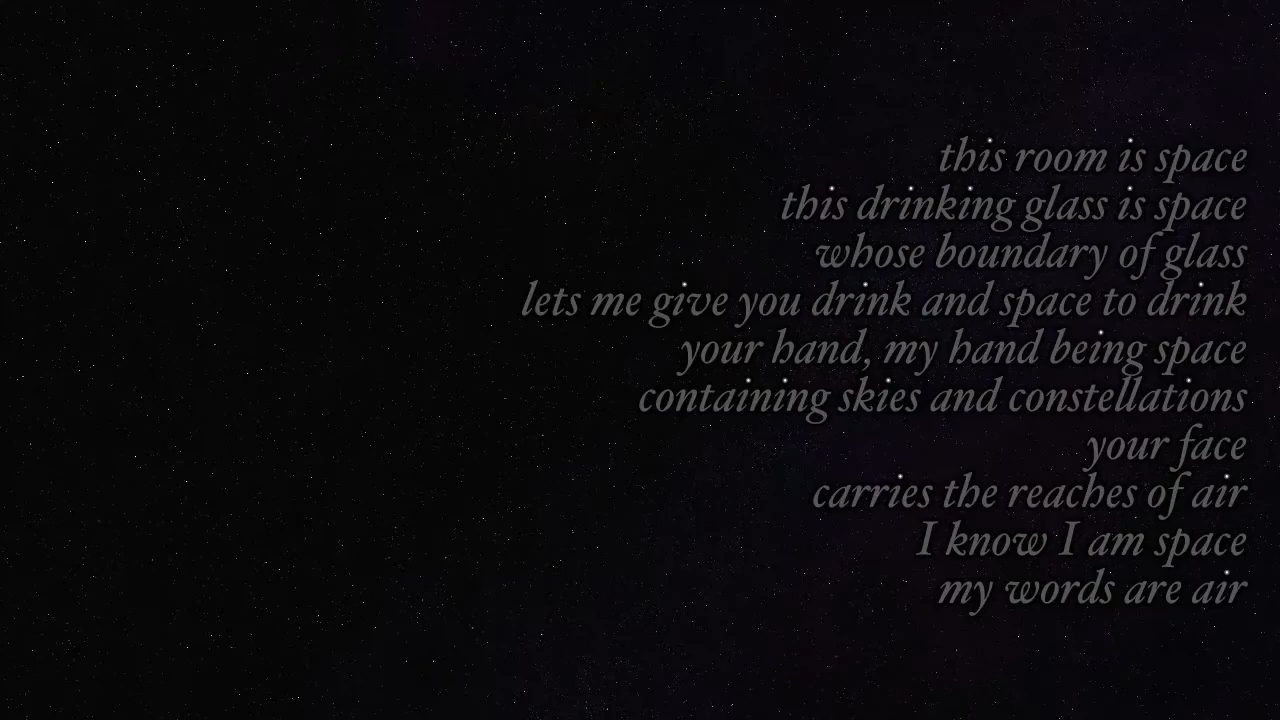 this room is space
this drinking glass is space
whose boundary of glass
lets me give you drink and space to drink
your hand, my hand being space
containing skies and constellations
your face
carries the reaches of air
I know I am space
my words are air